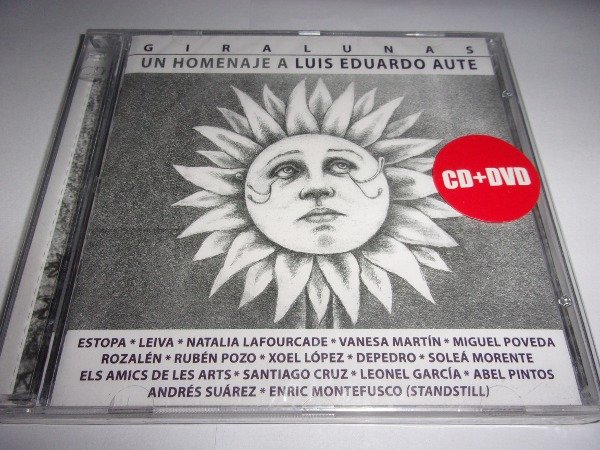 GIRALUNAS
UN HOMENAJE A LUIS EDUARDO AUTE
CD+DVD
ESTOPA * LEIVA * NATALIA LAFOURCADE * VANESA MARTÍN * MIGUEL POVEDA
ROZALÉN * RUBÉN POZO * XOEL LÓPEZ * DEPEDRO * SOLEÁ MORENTE
ELS AMICS DE LES ARTS * SANTIAGO CRUZ * LEONEL GARCÍA * ABEL PINTOS
ANDRÉS SUÁREZ * ENRIC MONTEFUSCO (STANDSTILL)